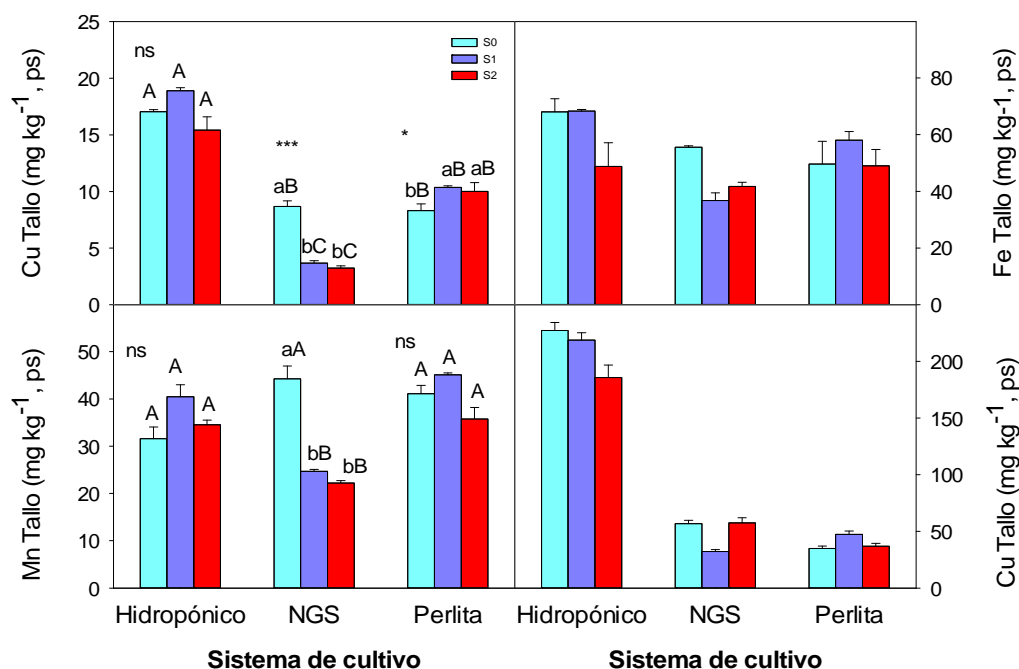 Cu Tallo (mg kg⁻¹, ps)
25
20
15
10
5
0
ns
A A A
***
aB bC bC
*
bB aB aB
S0
S1
S2
80
60
40
20
0
Fe Tallo (mg kg-1, ps)
Mn Tallo (mg kg⁻¹, ps)
50
40
30
20
10
0
ns
A A A
aA bB bB
ns
A A A
200
150
100
50
0
Cu Tallo (mg kg⁻¹, ps)
Hidropónico NGS Perlita Hidropónico NGS Perlita
Sistema de cultivo Sistema de cultivo